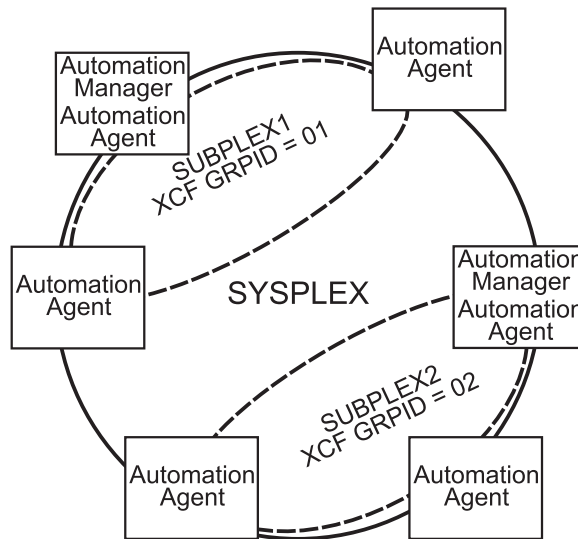 Automation
Agent
Automation
Manager
Automation
Agent
SUBPLEX1
XCF GRPID = 01
Automation
Agent
SYSPLEX
Automation
Manager
Automation
Agent
SUBPLEX2
XCF GRPID = 02
Automation
Agent
Automation
Agent